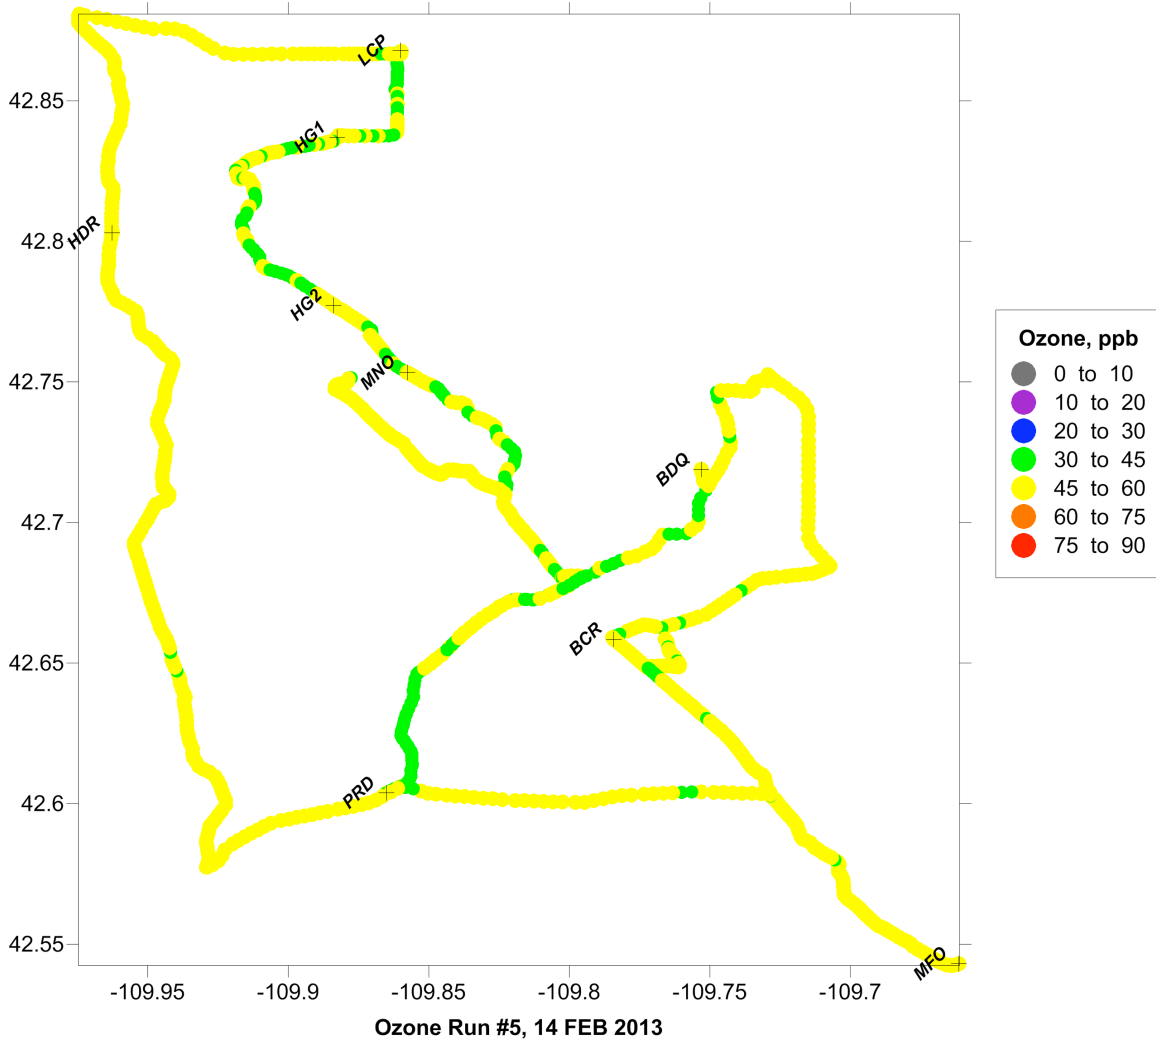 LCP
42.85
HG1
HDR
42.8
HG2
MNO
42.75
BDQ
42.7
BCR
42.65
PRD
42.6
42.55
MFO
-109.95
-109.9
-109.85
-109.8
-109.75
-109.7
Ozone Run #5, 14 FEB 2013
Ozone, ppb
0 to 10
10 to 20
20 to 30
30 to 45
45 to 60
60 to 75
75 to 90